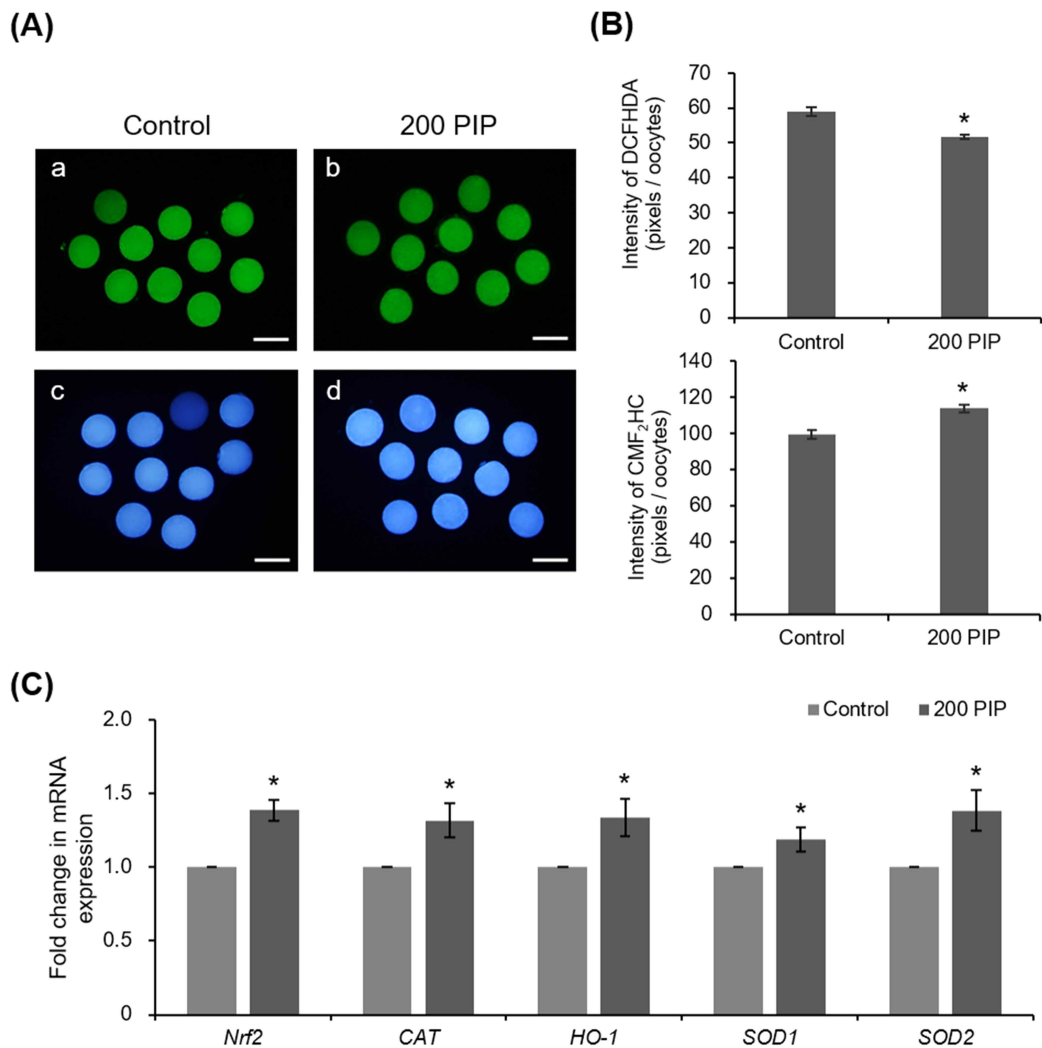 (A)
Control 200 PIP
a
b
c
d
(B)
Intensity of DCFHDA
(pixels / oocytes)
70
60
50
40
30
20
10
0
Control 200 PIP
*
Intensity of CMF₂HC
(pixels / oocytes)
140
120
100
80
60
40
20
0
Control 200 PIP
*
(C)
Control 200 PIP
Fold change in mRNA
expression
2.0
1.5
1.0
0.5
0
* * * * *
Nrf2 CAT HO-1 SOD1 SOD2